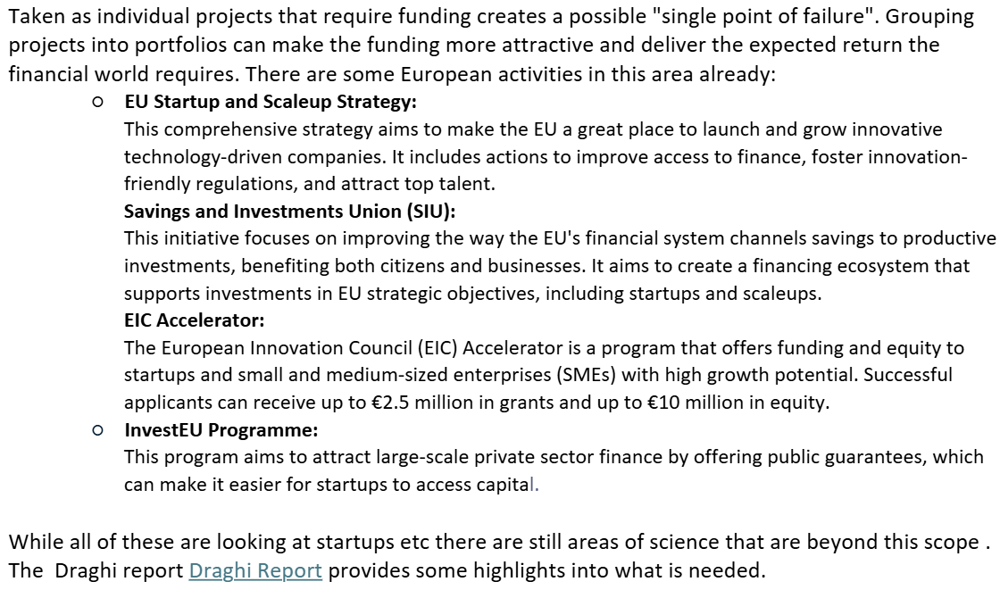 Taken as individual projects that require funding creates a possible "single point of failure". Grouping
projects into portfolios can make the funding more attractive and deliver the expected return the
financial world requires. There are some European activities in this area already:
○ EU Startup and Scaleup Strategy:
This comprehensive strategy aims to make the EU a great place to launch and grow innovative
technology-driven companies. It includes actions to improve access to finance, foster innovation-
friendly regulations, and attract top talent.
Savings and Investments Union (SIU):
This initiative focuses on improving the way the EU's financial system channels savings to productive
investments, benefiting both citizens and businesses. It aims to create a financing ecosystem that
supports investments in EU strategic objectives, including startups and scaleups.
EIC Accelerator:
The European Innovation Council (EIC) Accelerator is a program that offers funding and equity to
startups and small and medium-sized enterprises (SMEs) with high growth potential. Successful
applicants can receive up to €2.5 million in grants and up to €10 million in equity.
○ InvestEU Programme:
This program aims to attract large-scale private sector finance by offering public guarantees, which
can make it easier for startups to access capital.
While all of these are looking at startups etc there are still areas of science that are beyond this scope .
The  Draghi report Draghi Report provides some highlights into what is needed.